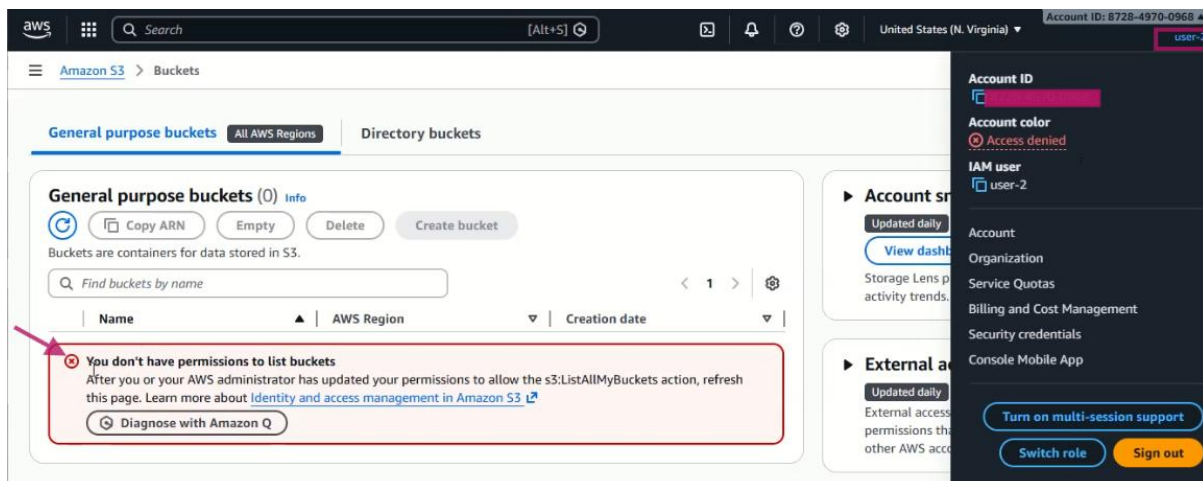 aws
Search
[Alt+S]
United States (N. Virginia)
Account ID: 8728-4970-0968
user-2
Amazon S3 > Buckets
General purpose buckets
All AWS Regions
Directory buckets
General purpose buckets (0) Info
Copy ARN
Empty
Delete
Create bucket
Buckets are containers for data stored in S3.
Find buckets by name
1
Name
AWS Region
Creation date
You don't have permissions to list buckets
After you or your AWS administrator has updated your permissions to allow the s3:ListAllMyBuckets action, refresh
this page. Learn more about Identity and access management in Amazon S3
Diagnose with Amazon Q
Account
Updated daily
View
Storage Lens
activity trends.
External
Updated daily
External access
permissions
other AWS
Account ID
Account color
Access denied
IAM user
user-2
Account
Organization
Service Quotas
Billing and Cost Management
Security credentials
Console Mobile App
Turn on multi-session support
Switch role
Sign out